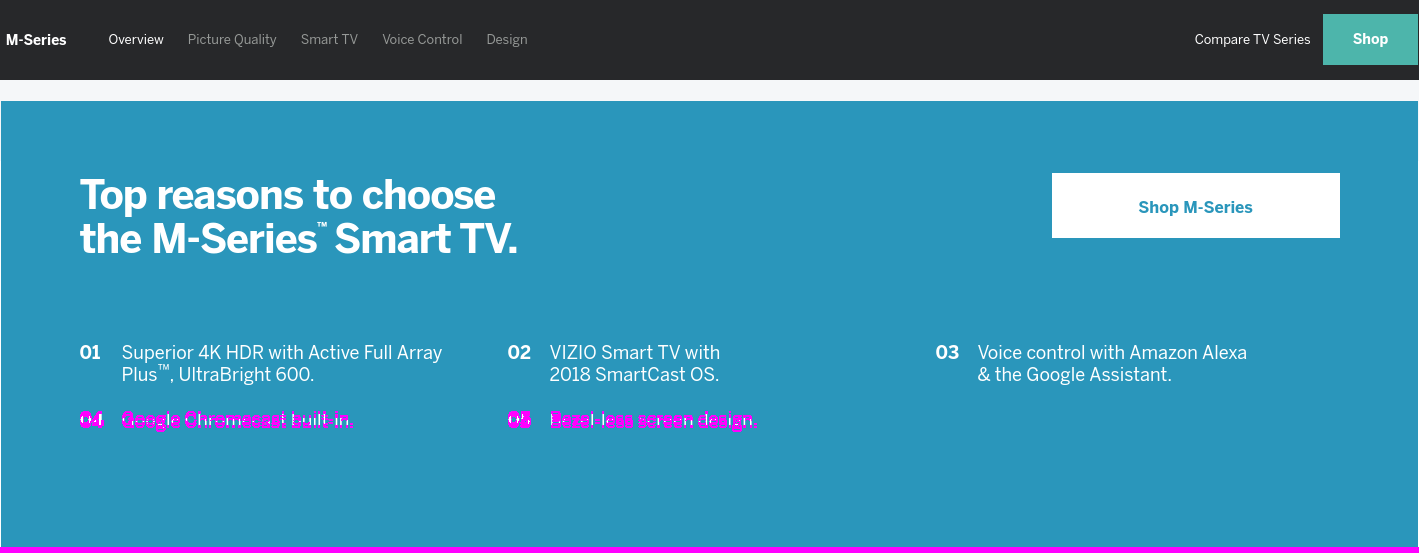 M-Series
Overview
Picture Quality
Smart TV
Voice Control
Design
Compare TV Series
Shop
Top reasons to choose
the M-Series™ Smart TV.
Shop M-Series
01 Superior 4K HDR with Active Full Array
Plus™, UltraBright 600.
02 VIZIO Smart TV with
2018 SmartCast OS.
03 Voice control with Amazon Alexa
& the Google Assistant.
04 Google Chromecast built-in.
05 Bezel-less screen design.